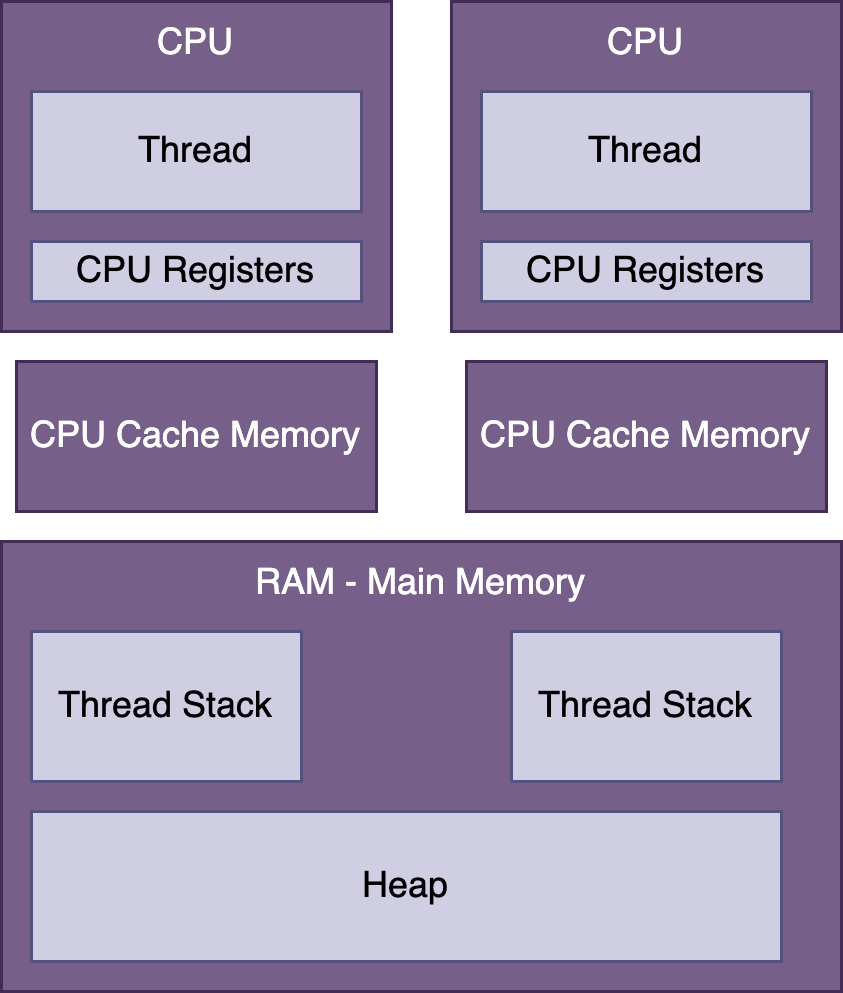 CPU
CPU
Thread
Thread
CPU Registers
CPU Registers
CPU Cache Memory
CPU Cache Memory
RAM - Main Memory
Thread Stack
Thread Stack
Heap